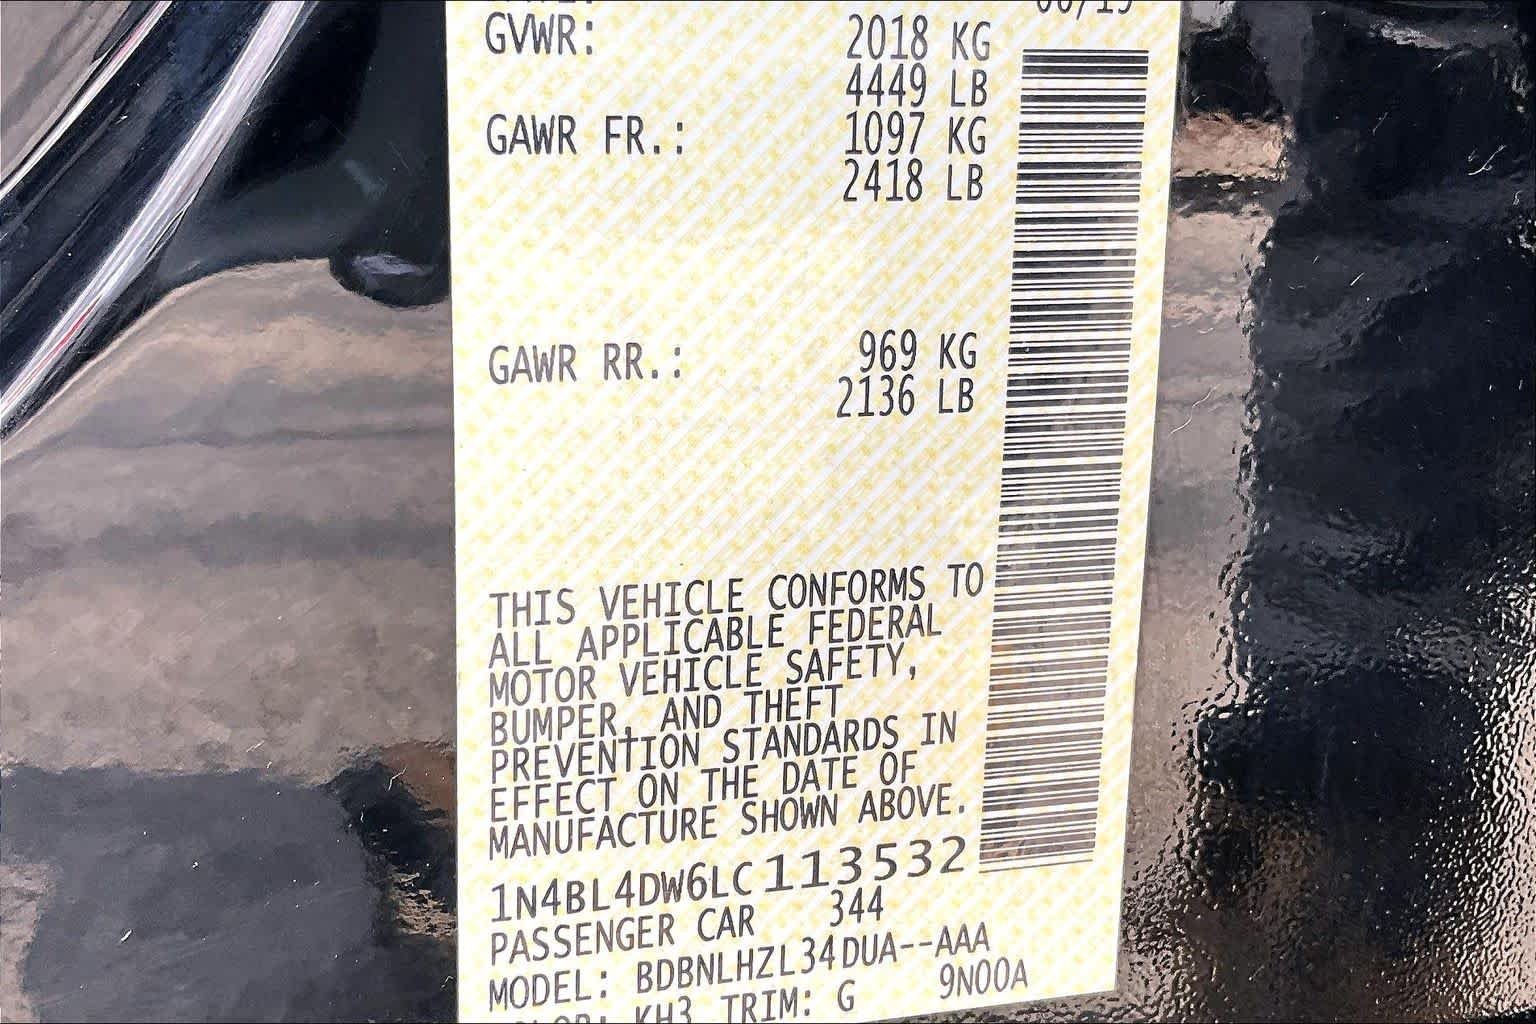 GVWR: 2018 KG
4449 LB
GAWR FR.: 1097 KG
2418 LB
GAWR RR.: 969 KG
2136 LB
THIS VEHICLE CONFORMS TO
ALL APPLICABLE FEDERAL
MOTOR VEHICLE SAFETY,
BUMPER, AND THEFT
PREVENTION STANDARDS IN
EFFECT ON THE DATE OF
MANUFACTURE SHOWN ABOVE.
1N4BL4DW6LC113532
PASSENGER CAR 344
MODEL: BDBNLHZL34DUA--AAA
KH3 TRIM: G 9N00A